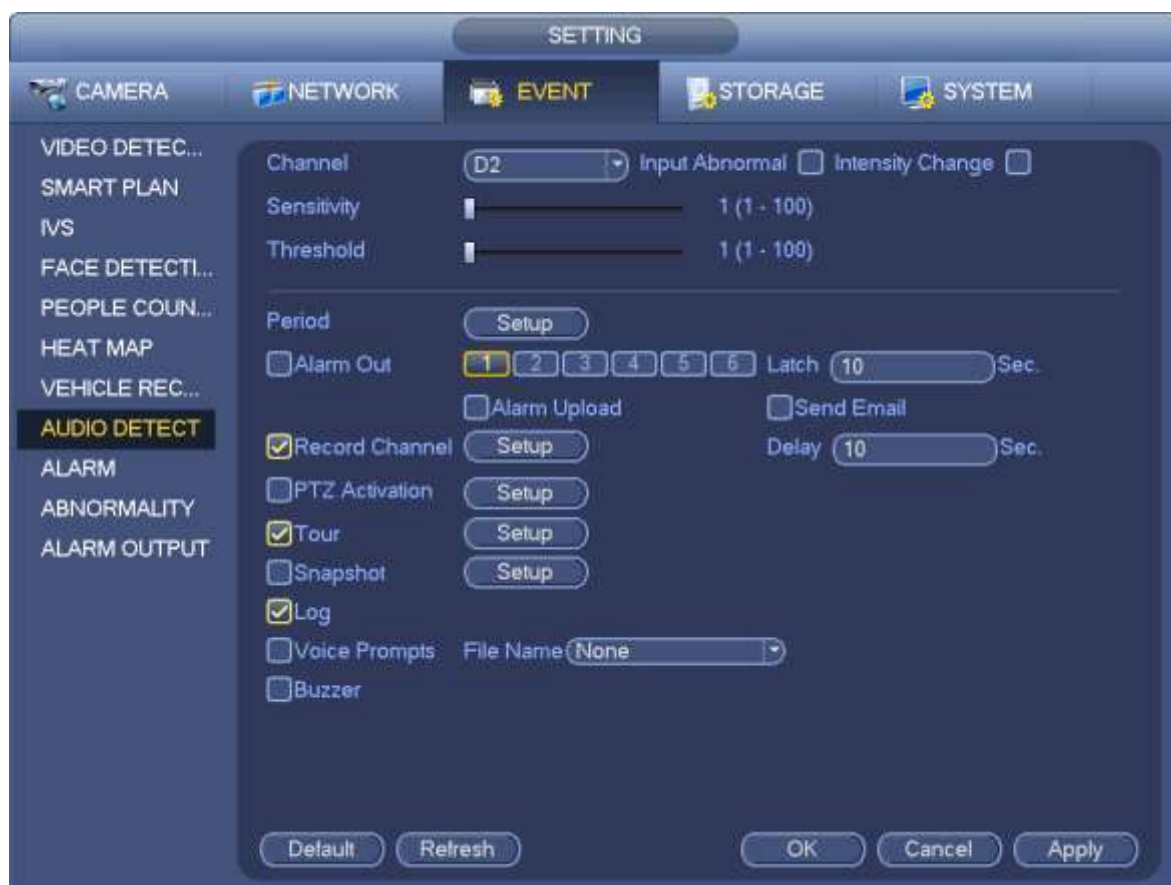 SETTING
CAMERA NETWORK EVENT STORAGE SYSTEM
VIDEO DETEC...
SMART PLAN
IVS
FACE DETECTI...
PEOPLE COUN...
HEAT MAP
VEHICLE REC...
AUDIO DETECT
ALARM
ABNORMALITY
ALARM OUTPUT
Channel D2 Input Abnormal Intensity Change
Sensitivity 1 (1 - 100)
Threshold 1 (1 - 100)
Period Setup
Alarm Out 1 2 3 4 5 6 Latch 10 Sec.
Alarm Upload Send Email
Record Channel Setup Delay 10 Sec.
PTZ Activation Setup
Tour Setup
Snapshot Setup
Log
Voice Prompts File Name None
Buzzer
Default Refresh OK Cancel Apply